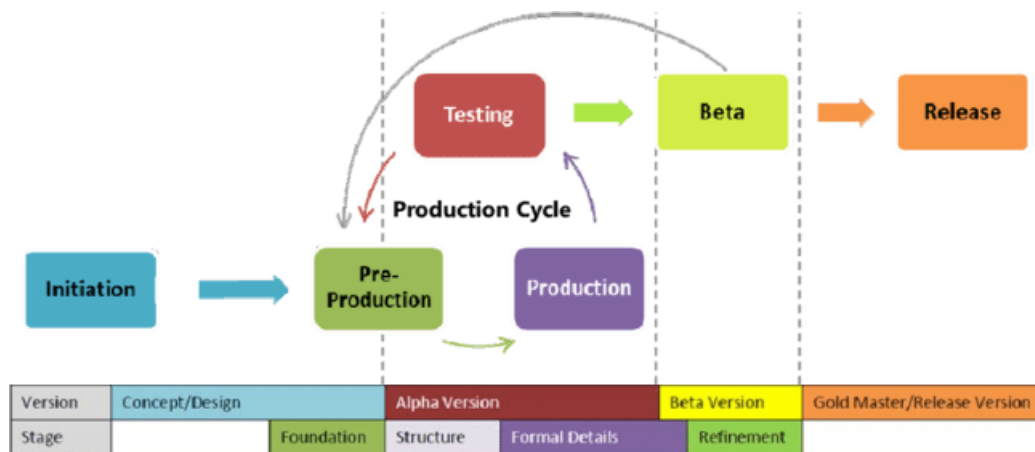 Testing
Beta
Release
Production Cycle
Initiation
Pre-
Production
Production
Version
Concept/Design
Alpha Version
Beta Version
Gold Master/Release Version
Stage
Foundation
Structure
Formal Details
Refinement